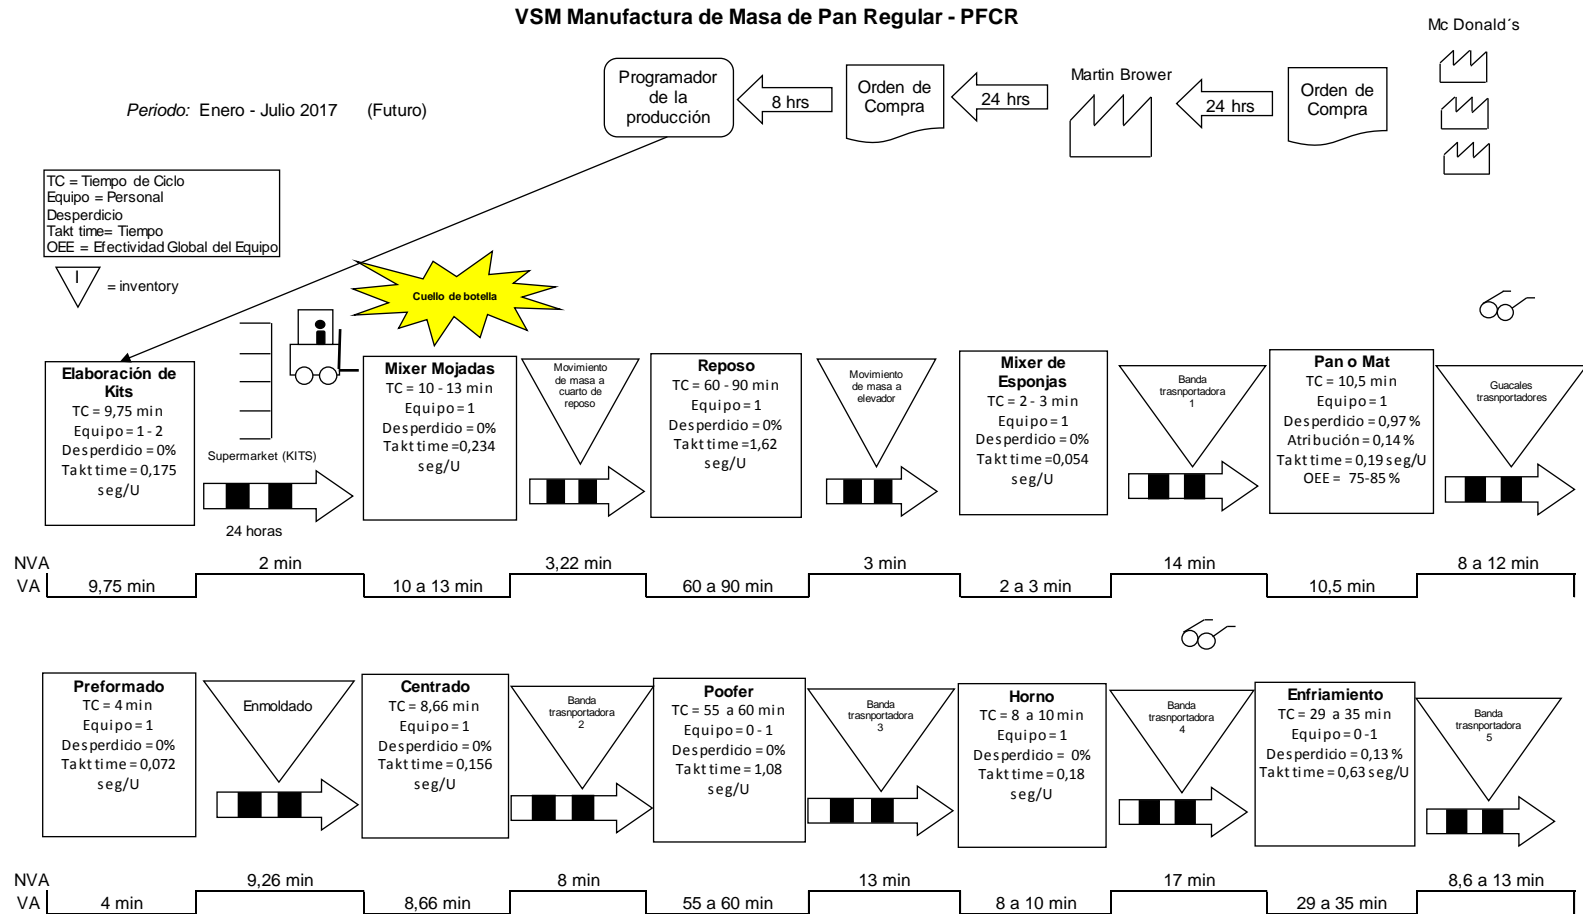 VSM Manufactura de Masa de Pan Regular - PFCR
Mc Donald´s
Programador
de la
producción
8 hrs
Orden de
Compra
24 hrs
Martin Brower
24 hrs
Orden de
Compra
Periodo: Enero - Julio 2017 (Futuro)
TC = Tiempo de Ciclo
Equipo = Personal
Desperdicio
Takt time= Tiempo
OEE = Efectividad Global del Equipo
I
= inventory
Cuello de botella
Elaboración de
Kits
TC = 9,75 min
Equipo = 1 - 2
Desperdicio = 0%
Takt time = 0,175
seg/U
Supermarket (KITS)
24 horas
Mixer Mojadas
TC = 10 - 13 min
Equipo = 1
Desperdicio = 0%
Takt time =0,234
seg/U
Movimiento
de masa a
cuarto de
reposo
Reposo
TC = 60 - 90 min
Equipo = 1
Desperdicio = 0%
Takt time =1,62
seg/U
Movimiento
de masa a
elevador
Mixer de
Esponjas
TC = 2 - 3 min
Equipo = 1
Desperdicio = 0%
Takt time =0,054
seg/U
Banda
trasnportadora
1
Pan o Mat
TC = 10,5 min
Equipo = 1
Desperdicio = 0,97 %
Atribución = 0,14 %
Takt time = 0,19 seg/U
OEE = 75-85 %
Guacales
trasnportadores
NVA 2 min 3,22 min 3 min 14 min 8 a 12 min
VA 9,75 min 10 a 13 min 60 a 90 min 2 a 3 min 10,5 min
Preformado
TC = 4 min
Equipo = 1
Desperdicio = 0%
Takt time = 0,072
seg/U
Enmoldado
Centrado
TC = 8,66 min
Equipo = 1
Desperdicio = 0%
Takt time = 0,156
seg/U
Banda
trasnportadora
2
Poofer
TC = 55 a 60 min
Equipo = 0 - 1
Desperdicio = 0%
Takt time = 1,08
seg/U
Banda
trasnportadora
3
Horno
TC = 8 a 10 min
Equipo = 1
Desperdicio = 0%
Takt time = 0,18
seg/U
Banda
trasnportadora
4
Enfriamiento
TC = 29 a 35 min
Equipo = 0 -1
Desperdicio = 0,13 %
Takt time = 0,63 seg/U
Banda
trasnportadora
5
NVA 9,26 min 8 min 13 min 17 min 8,6 a 13 min
VA 4 min 8,66 min 55 a 60 min 8 a 10 min 29 a 35 min